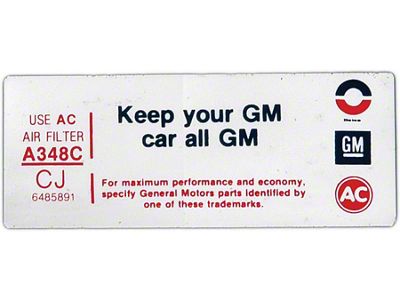 USE AC
AIR FILTER
A348C
CJ
6485891
Keep your GM
car all GM
For maximum performance and economy,
specify General Motors parts identified by
one of these trademarks.
GM
AC